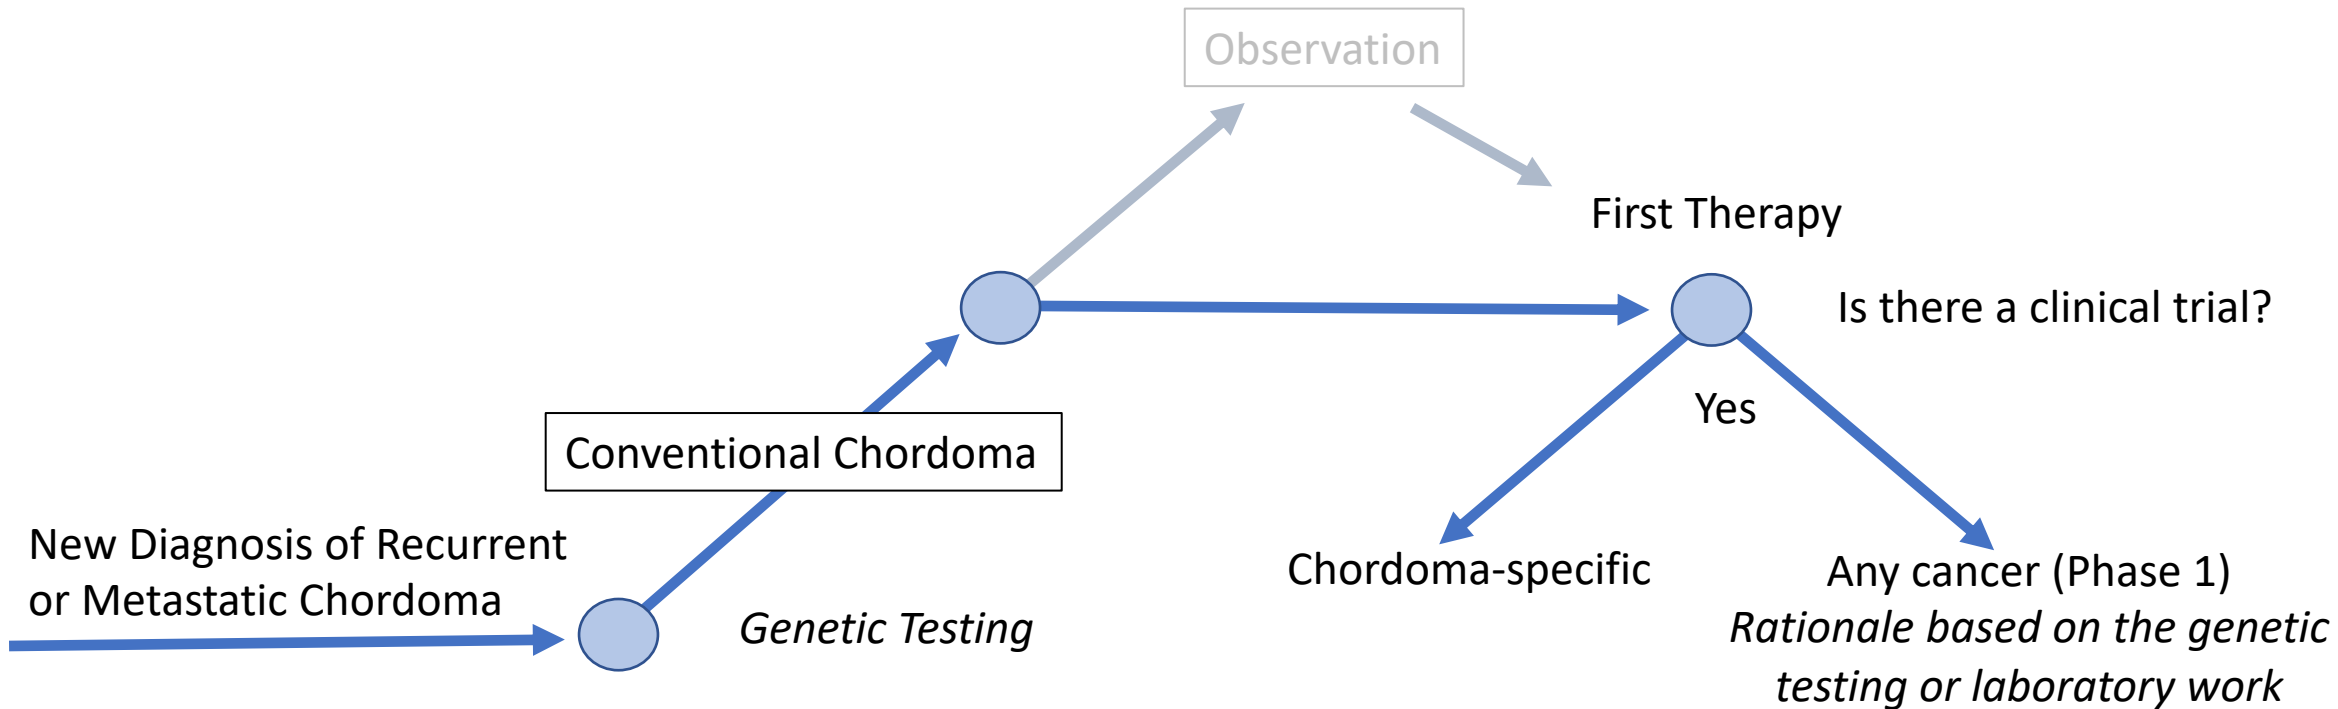 Observation
First Therapy
Is there a clinical trial?
Yes
Conventional Chordoma
New Diagnosis of Recurrent
or Metastatic Chordoma
Genetic Testing
Chordoma-specific
Any cancer (Phase 1)
Rationale based on the genetic
testing or laboratory work